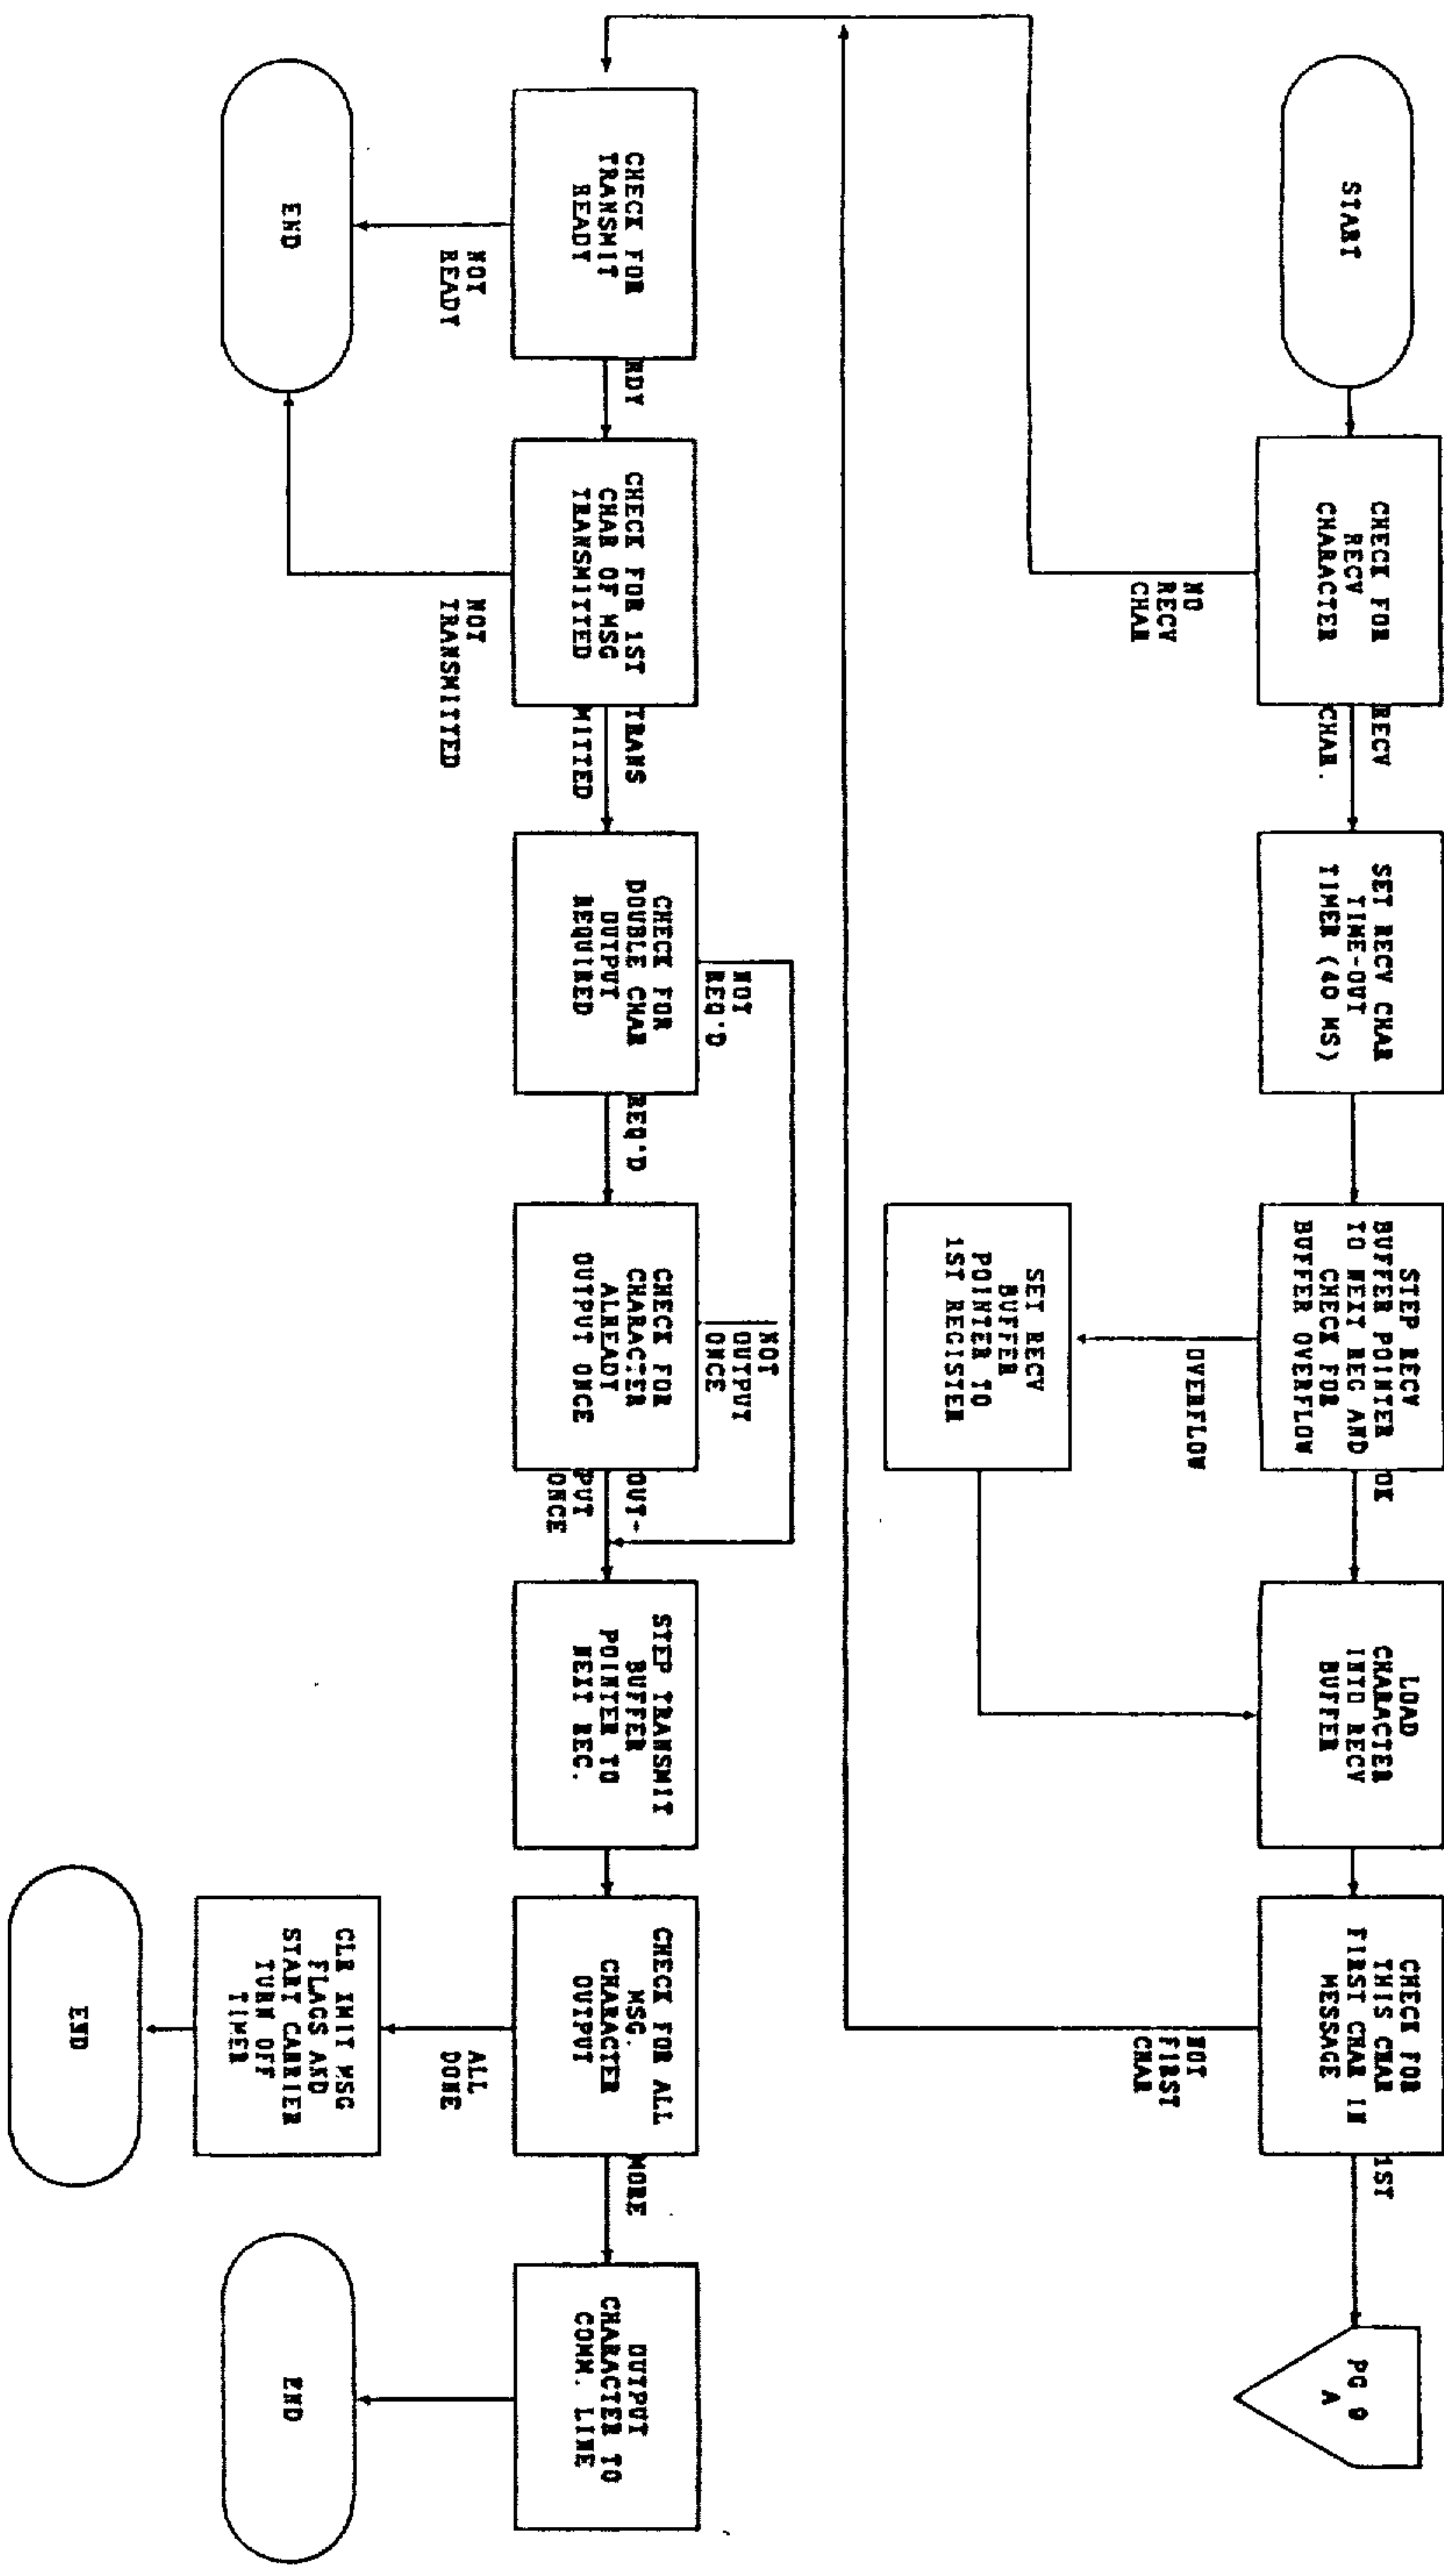 START
CHECK FOR
RECV
CHARACTER
RECV
CHAR.
NO
RECV
CHAR
SET RECV CHAR
TIME-OUT
TIMER (40 MS)
STEP RECV
BUFFER POINTER
TO NEXT REG AND
CHECK FOR
BUFFER OVERFLOW
OK
OVERFLOW
SET RECV
BUFFER
POINTER TO
1ST REGISTER
LOAD
CHARACTER
INTO RECV
BUFFER
CHECK FOR
THIS CHAR
FIRST CHAR IN
MESSAGE
1ST
NOT
FIRST
CHAR
PG 9
A
CHECK FOR
TRANSMIT
READY
RDY
NOT
READY
END
CHECK FOR 1ST
CHAR OF MSG
TRANSMITTED
TRANS
MITTED
NOT
TRANSMITTED
CHECK FOR
DOUBLE CHAR
OUTPUT
REQUIRED
NOT
REQ'D
REQ'D
CHECK FOR
CHARACTER
ALREADY
OUTPUT ONCE
NOT
OUTPUT
ONCE
OUT-
PUT
ONCE
STEP TRANSMIT
BUFFER
POINTER TO
NEXT REG.
CHECK FOR ALL
MSG.
CHARACTER
OUTPUT
MORE
ALL
DONE
CLR XMIT MSG
FLAGS AND
START CARRIER
TURN OFF
TIMER
END
OUTPUT
CHARACTER TO
COMM. LINE
END